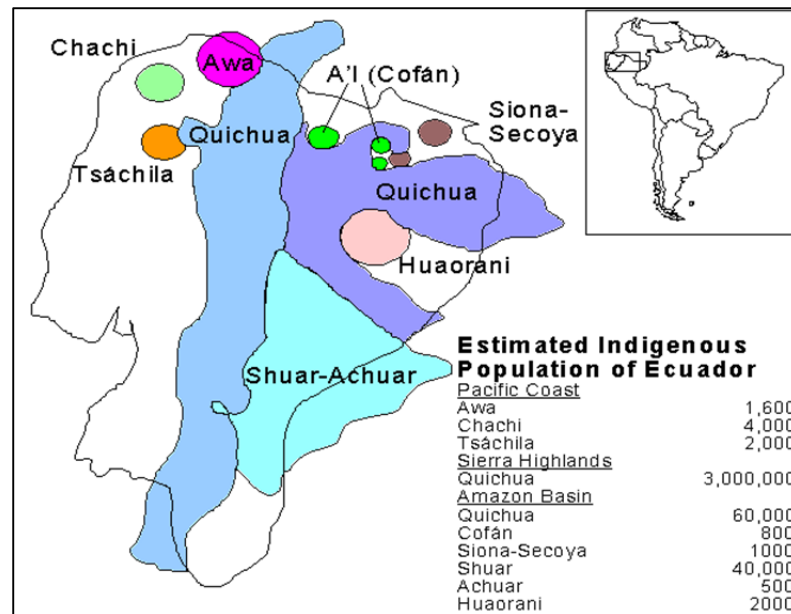 Chachi
Awa
A'I (Cofán)
Siona-
Secoya
Quichua
Tsáchila
Quichua
Huaorani
Shuar-Achuar
Estimated Indigenous
Population of Ecuador
Pacific Coast
Awa 1,600
Chachi 4,000
Tsáchila 2,000
Sierra Highlands
Quichua 3,000,000
Amazon Basin
Quichua 60,000
Cofán 800
Siona-Secoya 1000
Shuar 40,000
Achuar 500
Huaorani 2000